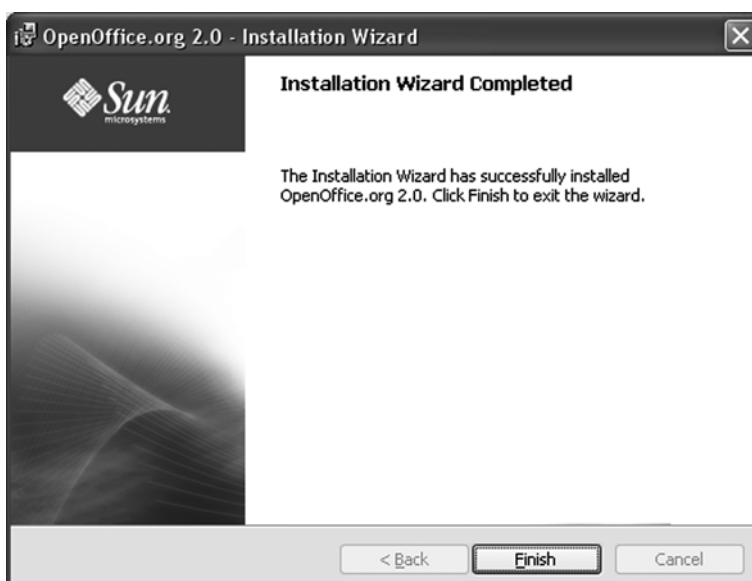 OpenOffice.org 2.0 - Installation Wizard
Sun
microsystems
Installation Wizard Completed
The Installation Wizard has successfully installed
OpenOffice.org 2.0. Click Finish to exit the wizard.
< Back
Finish
Cancel